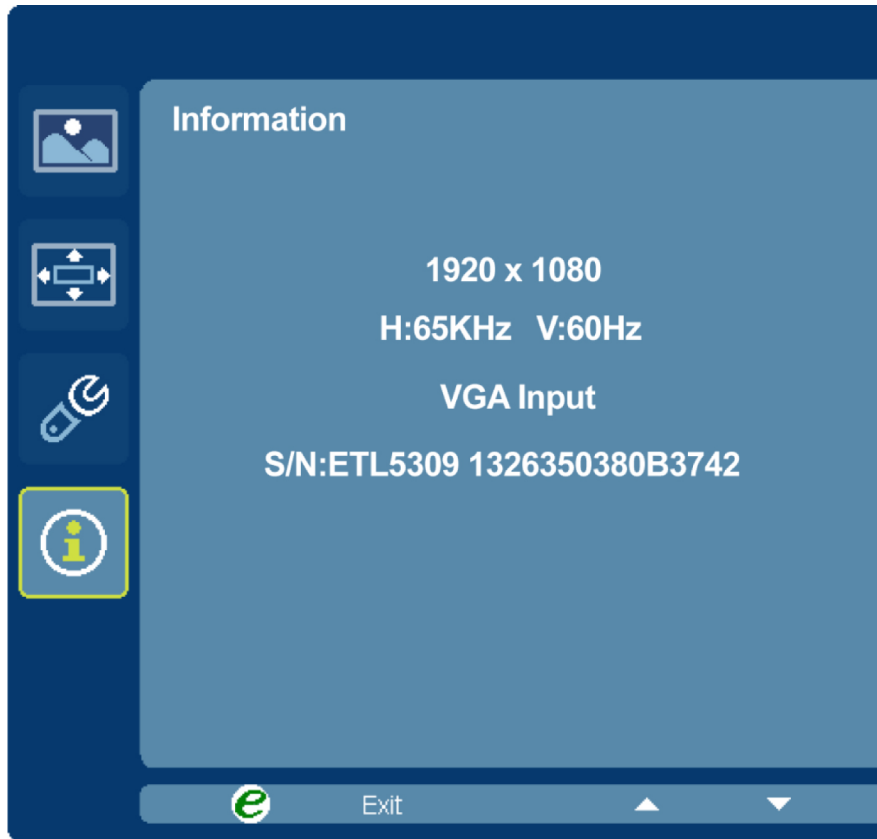 Information
1920 x 1080
H:65KHz V:60Hz
VGA Input
S/N:ETL5309 1326350380B3742
e Exit